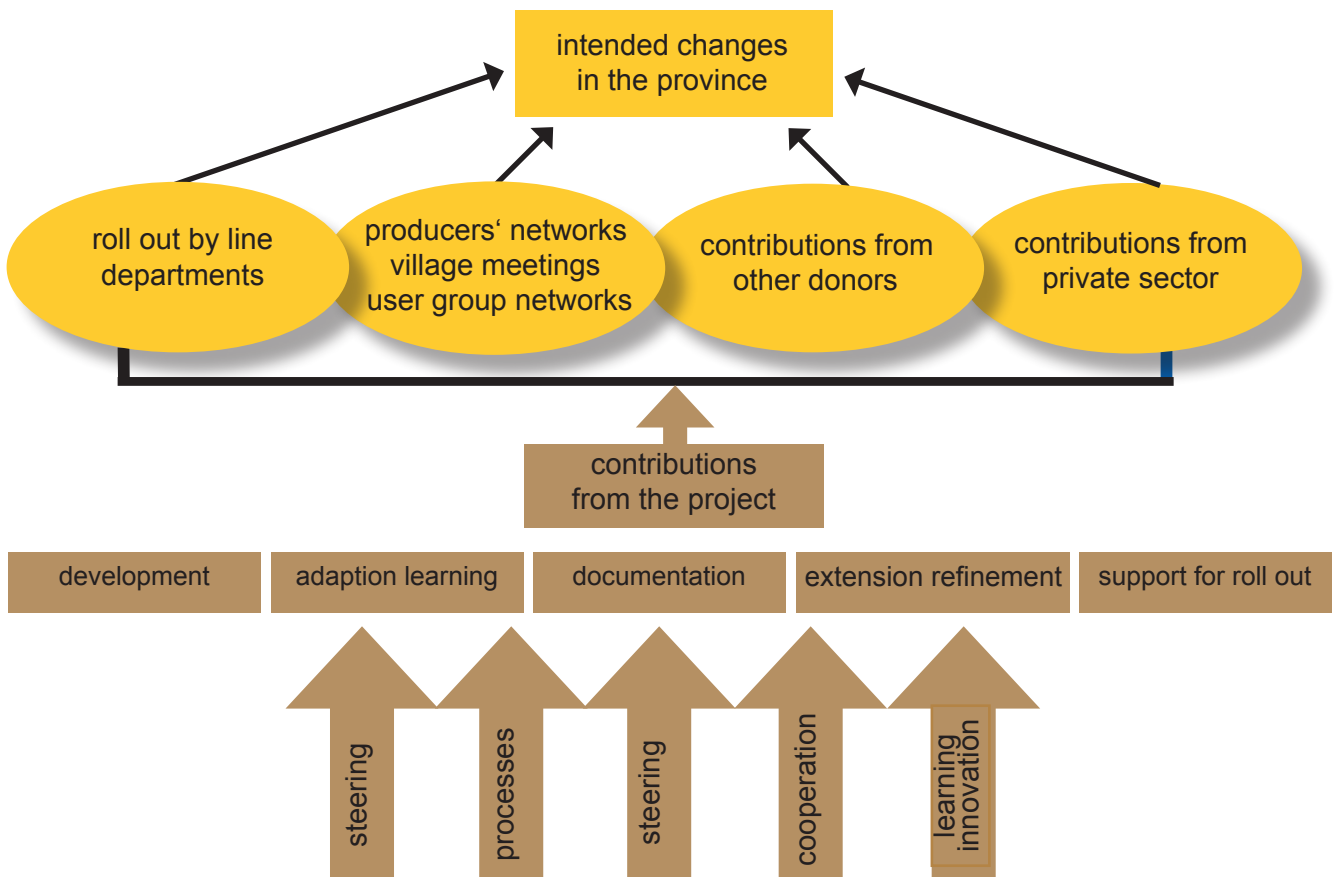 intended changes
in the province
roll out by line
departments
producers‘ networks
village meetings
user group networks
contributions from
other donors
contributions from
private sector
contributions
from the project
development
adaption learning
documentation
extension refinement
support for roll out
steering
processes
steering
cooperation
learning
innovation